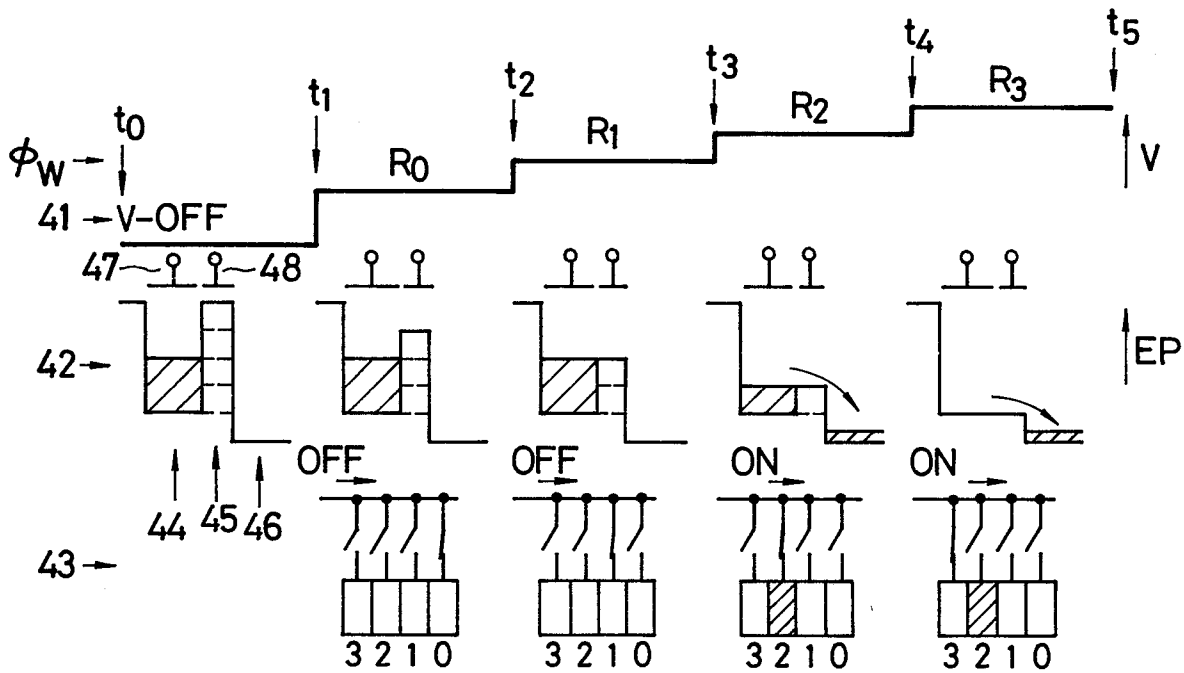 t0 t1 t2 t3 t4 t5
ϕW R0 R1 R2 R3 V
41 V-OFF
47 48
42 EP
OFF OFF ON ON
44 45 46
43
3 2 1 0 3 2 1 0 3 2 1 0 3 2 1 0